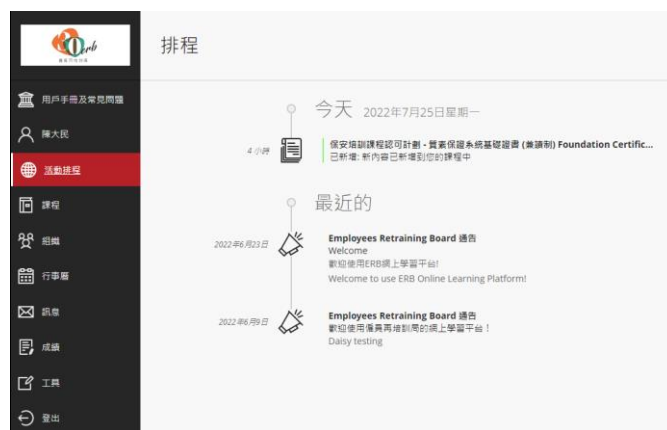 erb
排程
用戶手冊及常見問題
陳大民
活動排程
課程
組織
行事曆
訊息
成績
工具
登出
今天 2022年7月25日星期一
4 小時
保安培訓課程認可計劃 - 質素保證系統基礎證書 (兼讀制) Foundation Certific...
已新增: 新內容已新增到您的課程中
最近的
2022年6月23日
Employees Retraining Board 通告
Welcome
歡迎使用ERB網上學習平台!
Welcome to use ERB Online Learning Platform!
2022年6月9日
Employees Retraining Board 通告
歡迎使用僱員再培訓局的網上學習平台！
Daisy testing